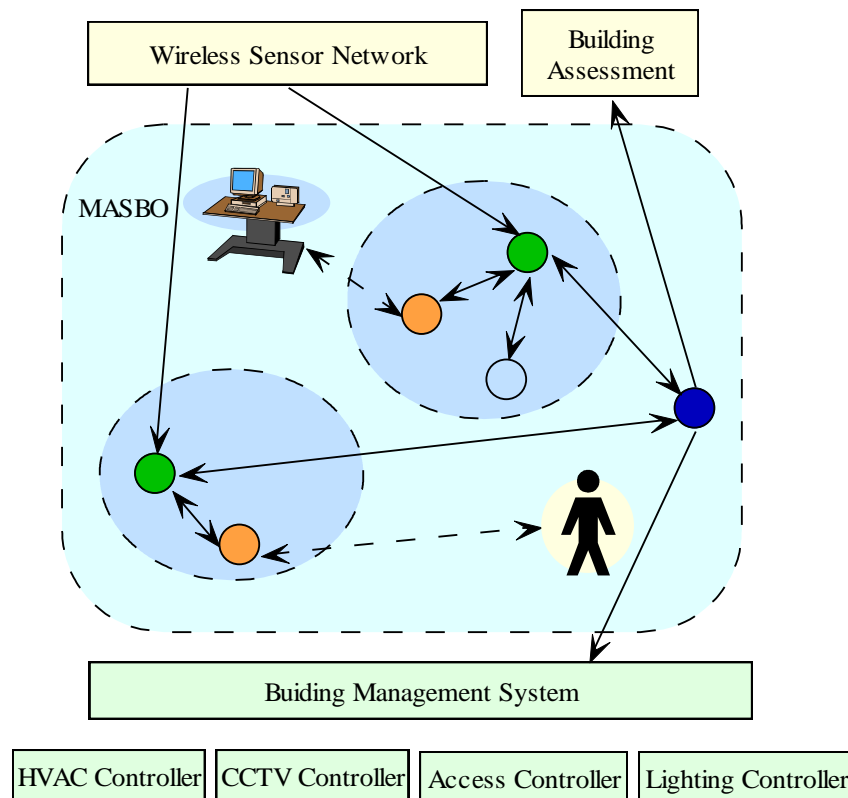 Wireless Sensor Network
Building
Assessment
MASBO
Buiding Management System
HVAC Controller
CCTV Controller
Access Controller
Lighting Controller